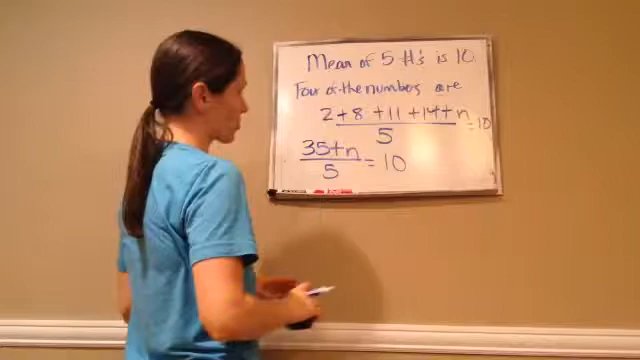 Mean of 5 #'s is 10
Four of the numbers are
2 + 8 + 11 + 14 + n
5
= 10
35 + n
5
= 10